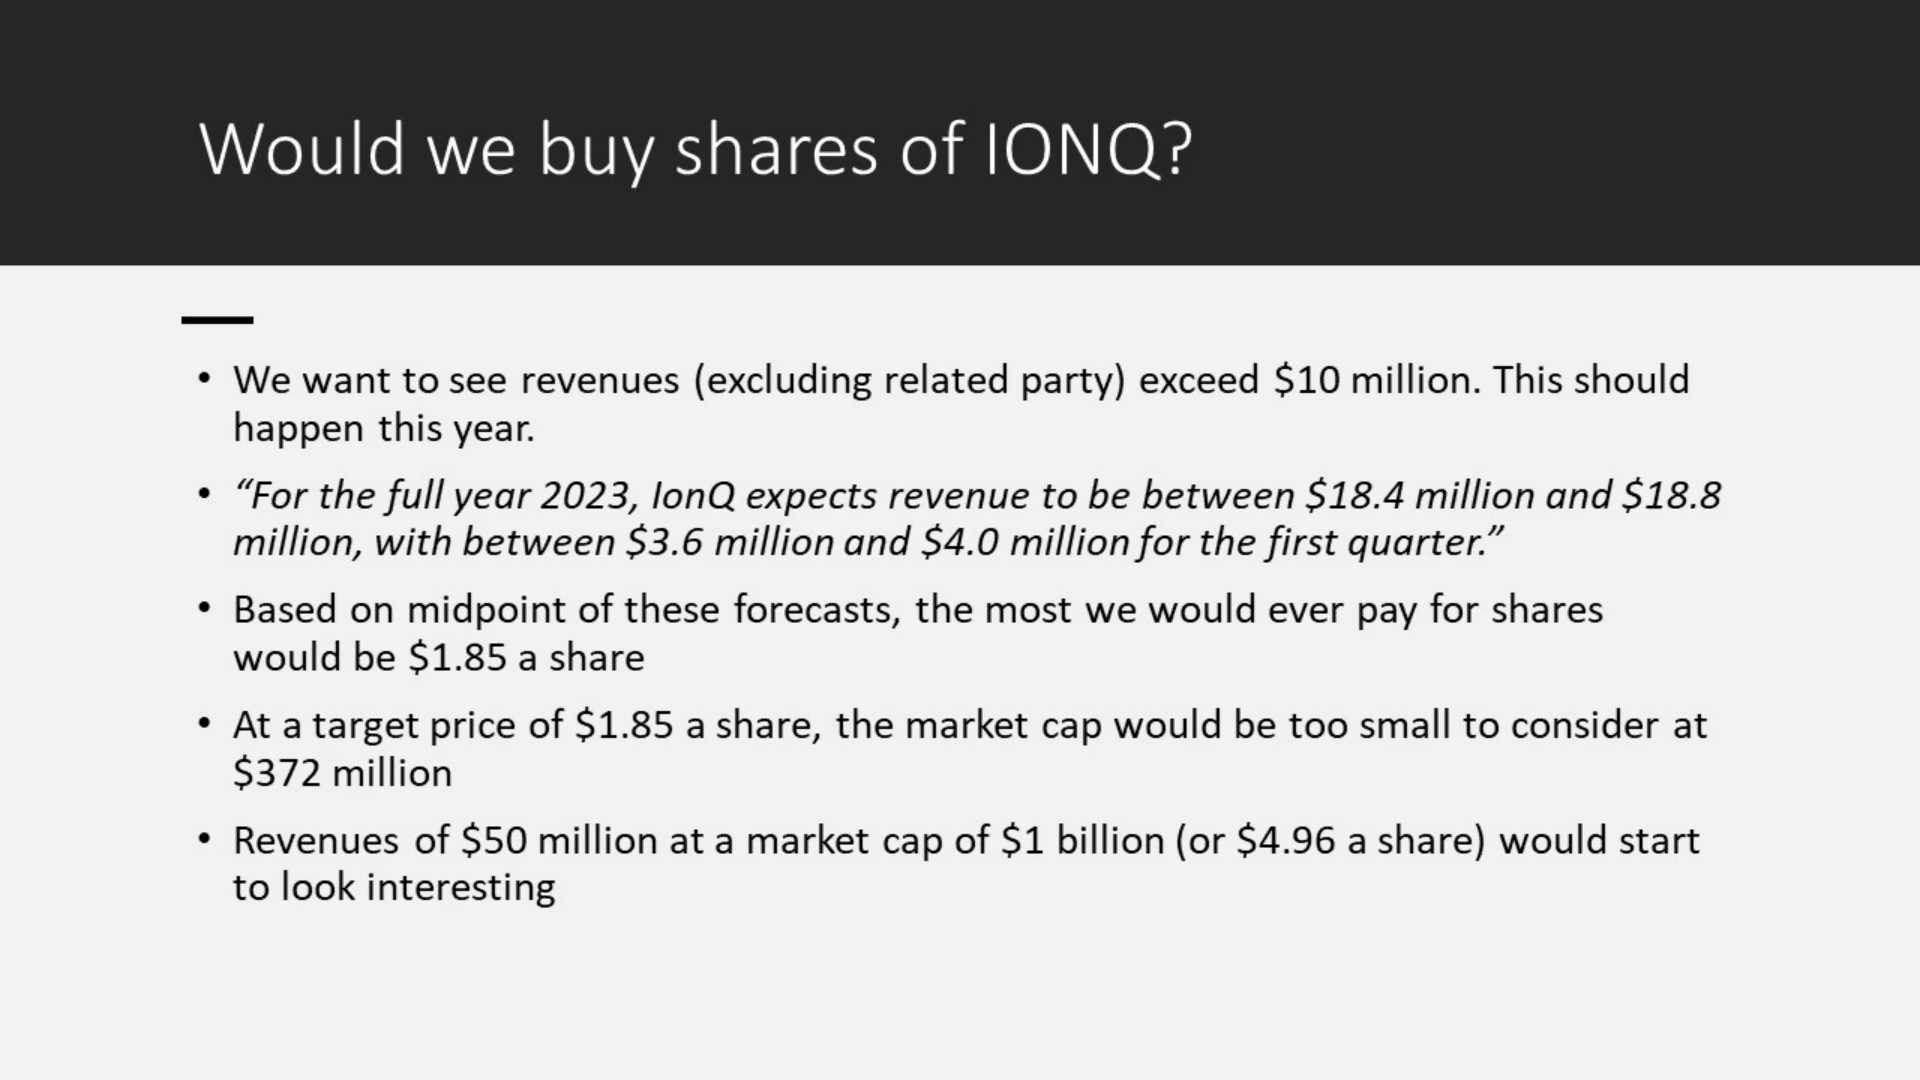 Would we buy shares of IONQ?
• We want to see revenues (excluding related party) exceed $10 million. This should
happen this year.
• “For the full year 2023, IonQ expects revenue to be between $18.4 million and $18.8
million, with between $3.6 million and $4.0 million for the first quarter.”
• Based on midpoint of these forecasts, the most we would ever pay for shares
would be $1.85 a share
• At a target price of $1.85 a share, the market cap would be too small to consider at
$372 million
• Revenues of $50 million at a market cap of $1 billion (or $4.96 a share) would start
to look interesting